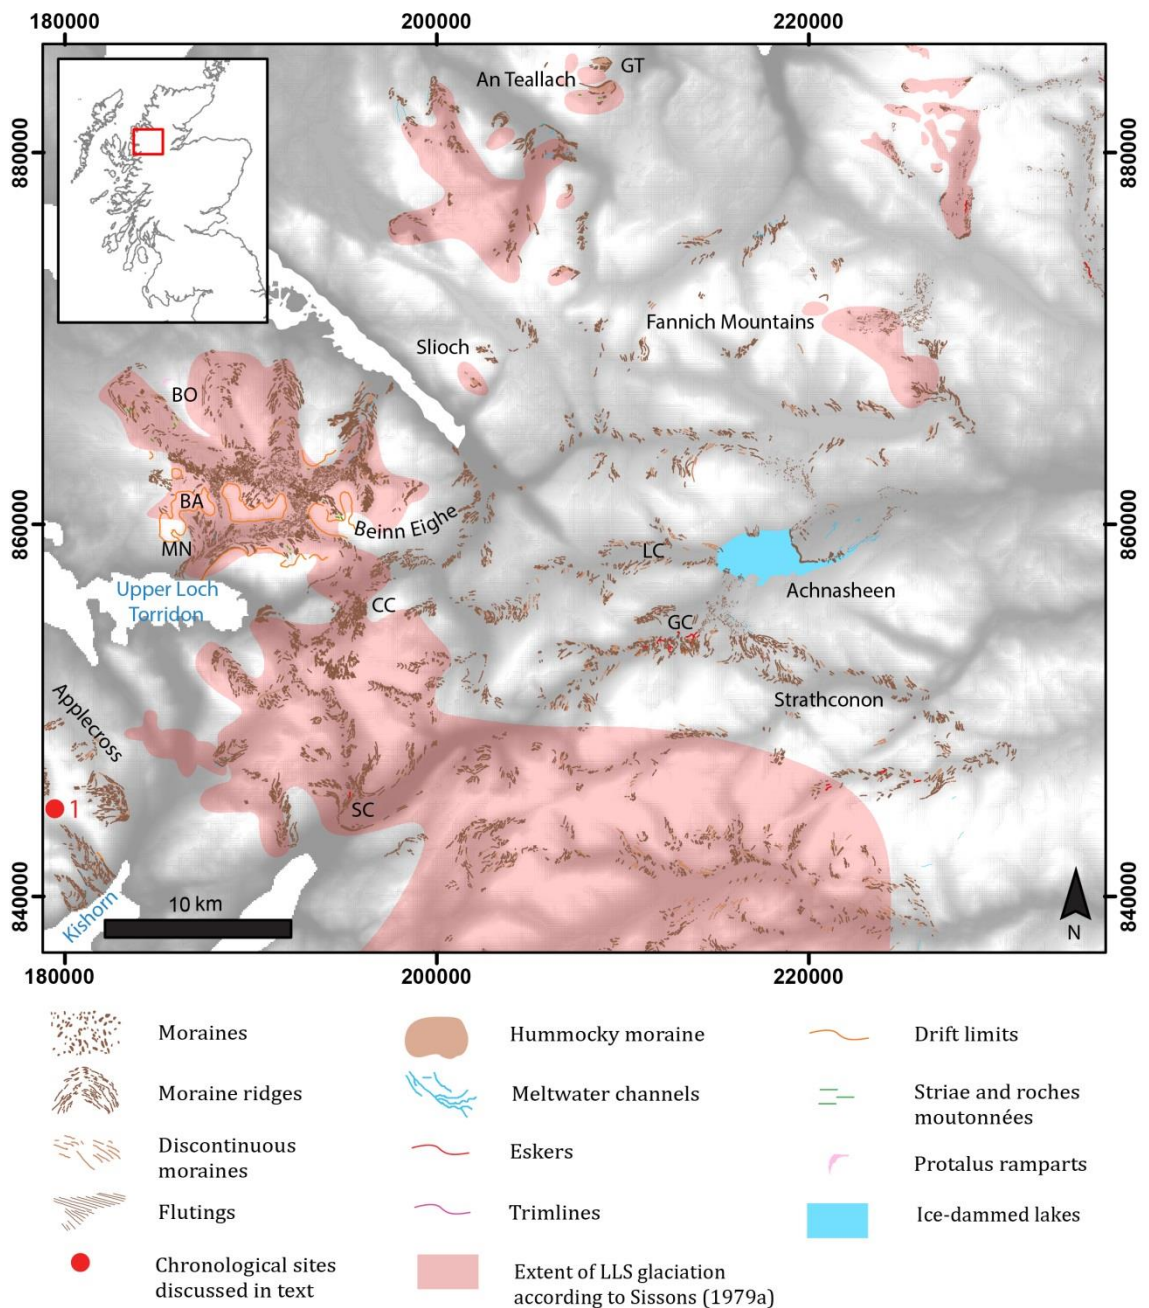 180000
200000
220000
An Teallach
GT
880000
880000
Fannich Mountains
Slioch
BO
BA
Beinn Eighe
MN
860000
860000
LC
Achnasheen
Upper Loch
Torridon
CC
GC
Strathconon
Applecross
1
SC
840000
840000
Kishorn
10 km
N
180000
200000
220000
Moraines
Hummocky moraine
Drift limits
Moraine ridges
Meltwater channels
Striae and roches
moutonnées
Discontinuous
moraines
Eskers
Protalus ramparts
Flutings
Trimlines
Ice-dammed lakes
Chronological sites
discussed in text
Extent of LLS glaciation
according to Sissons (1979a)